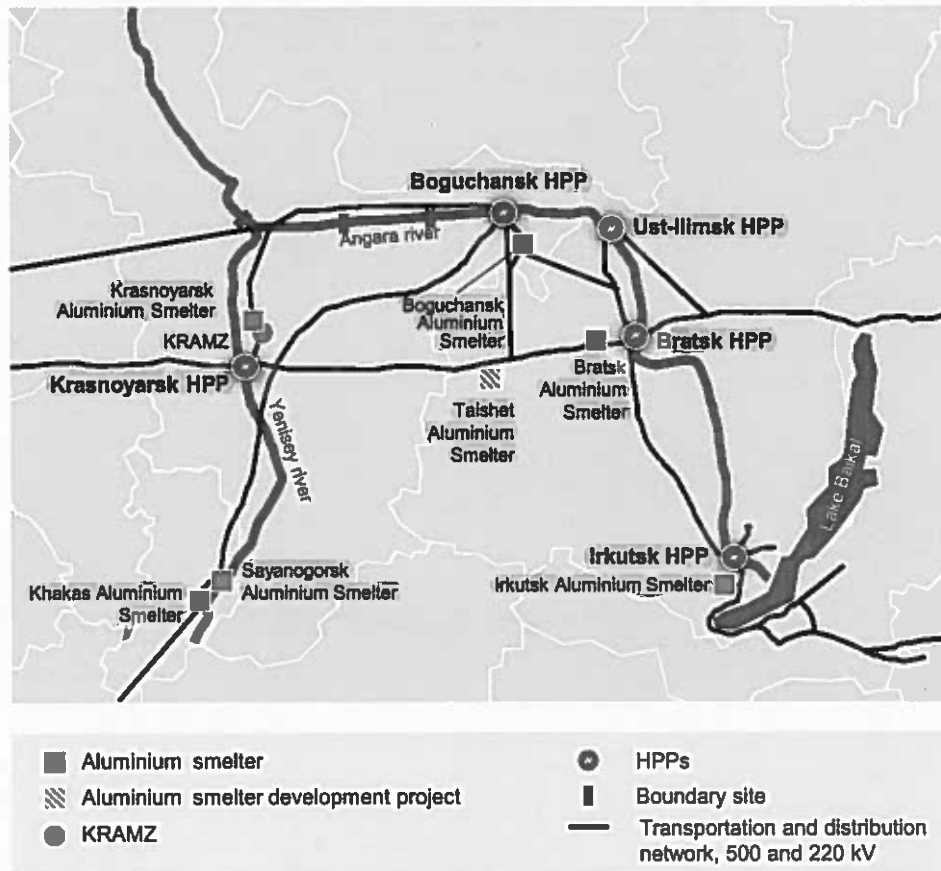 Boguchansk HPP
Ust-Ilimsk HPP
Angara river
Krasnoyarsk
Aluminium Smelter
Boguchansk
Aluminium
Smelter
KRAMZ
Bratsk HPP
Krasnoyarsk HPP
Bratsk
Aluminium
Smelter
Taishet
Aluminium
Smelter
Yenisey river
Lake Baikal
Irkutsk HPP
Irkutsk Aluminium Smelter
Sayanogorsk
Aluminium Smelter
Khakas Aluminium
Smelter
Aluminium smelter
HPPs
Aluminium smelter development project
Boundary site
KRAMZ
Transportation and distribution
network, 500 and 220 kV